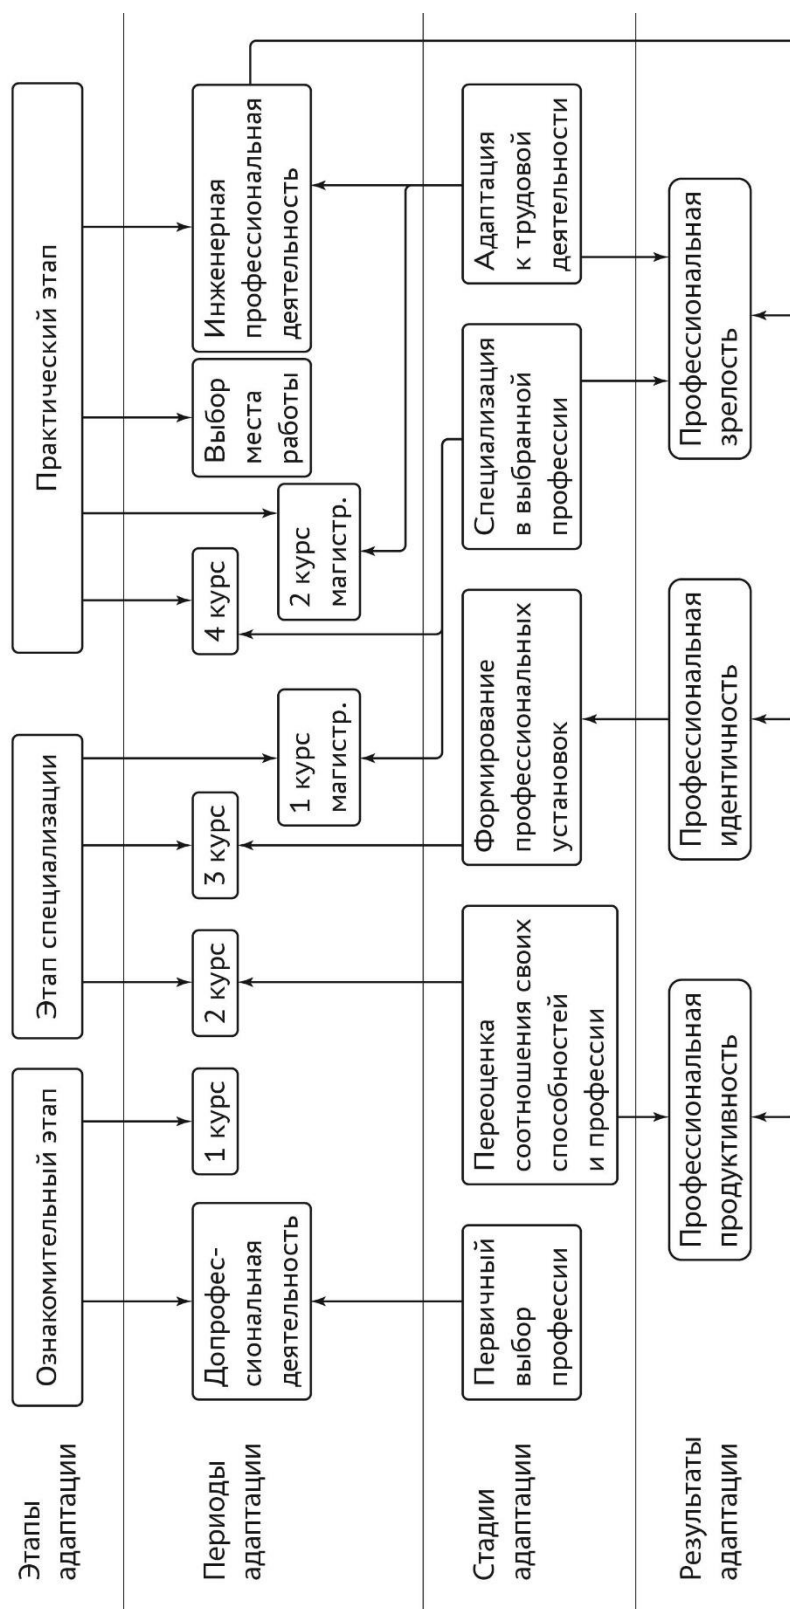 Этапы
адаптации
Ознакомительный этап
Этап специализации
Практический этап
Периоды
адаптации
Допрофес-
сиональная
деятельность
1 курс
2 курс
3 курс
1 курс
магистр.
4 курс
2 курс
магистр.
Выбор
места
работы
Инженерная
профессиональная
деятельность
Стадии
адаптации
Первичный
выбор
профессии
Переоценка
соотношения своих
способностей
и профессии
Формирование
профессиональных
установок
Специализация
в выбранной
профессии
Адаптация
к трудовой
деятельности
Результаты
адаптации
Профессиональная
продуктивность
Профессиональная
идентичность
Профессиональная
зрелость